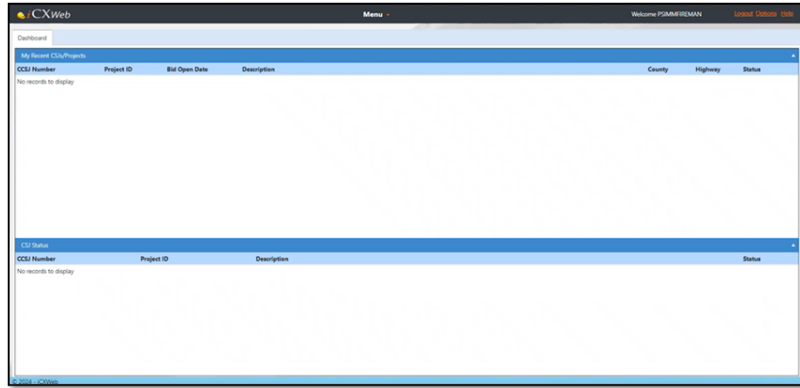 iCXWeb Menu Welcome PSIMMFIREMAN Logout Options Help
Dashboard
My Recent CSJs/Projects
CCSJ Number Project ID Bid Open Date Description County Highway Status
No records to display
CSJ Status
CCSJ Number Project ID Description Status
No records to display
© 2024 - iCXWeb